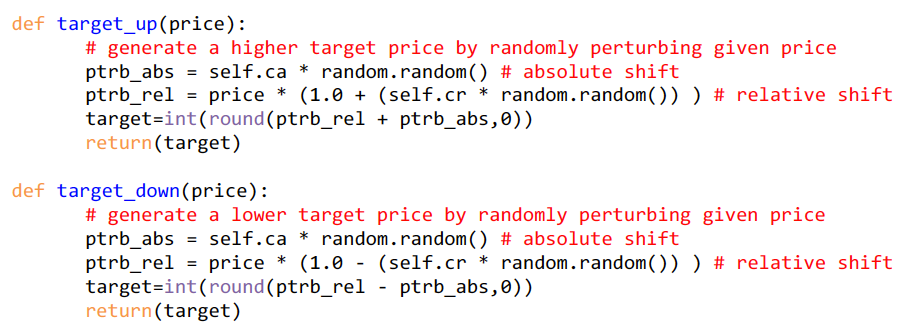 def target_up(price):
# generate a higher target price by randomly perturbing given price
ptrb_abs = self.ca * random.random() # absolute shift
ptrb_rel = price * (1.0 + (self.cr * random.random()) ) # relative shift
target=int(round(ptrb_rel + ptrb_abs,0))
return(target)
def target_down(price):
# generate a lower target price by randomly perturbing given price
ptrb_abs = self.ca * random.random() # absolute shift
ptrb_rel = price * (1.0 - (self.cr * random.random()) ) # relative shift
target=int(round(ptrb_rel - ptrb_abs,0))
return(target)